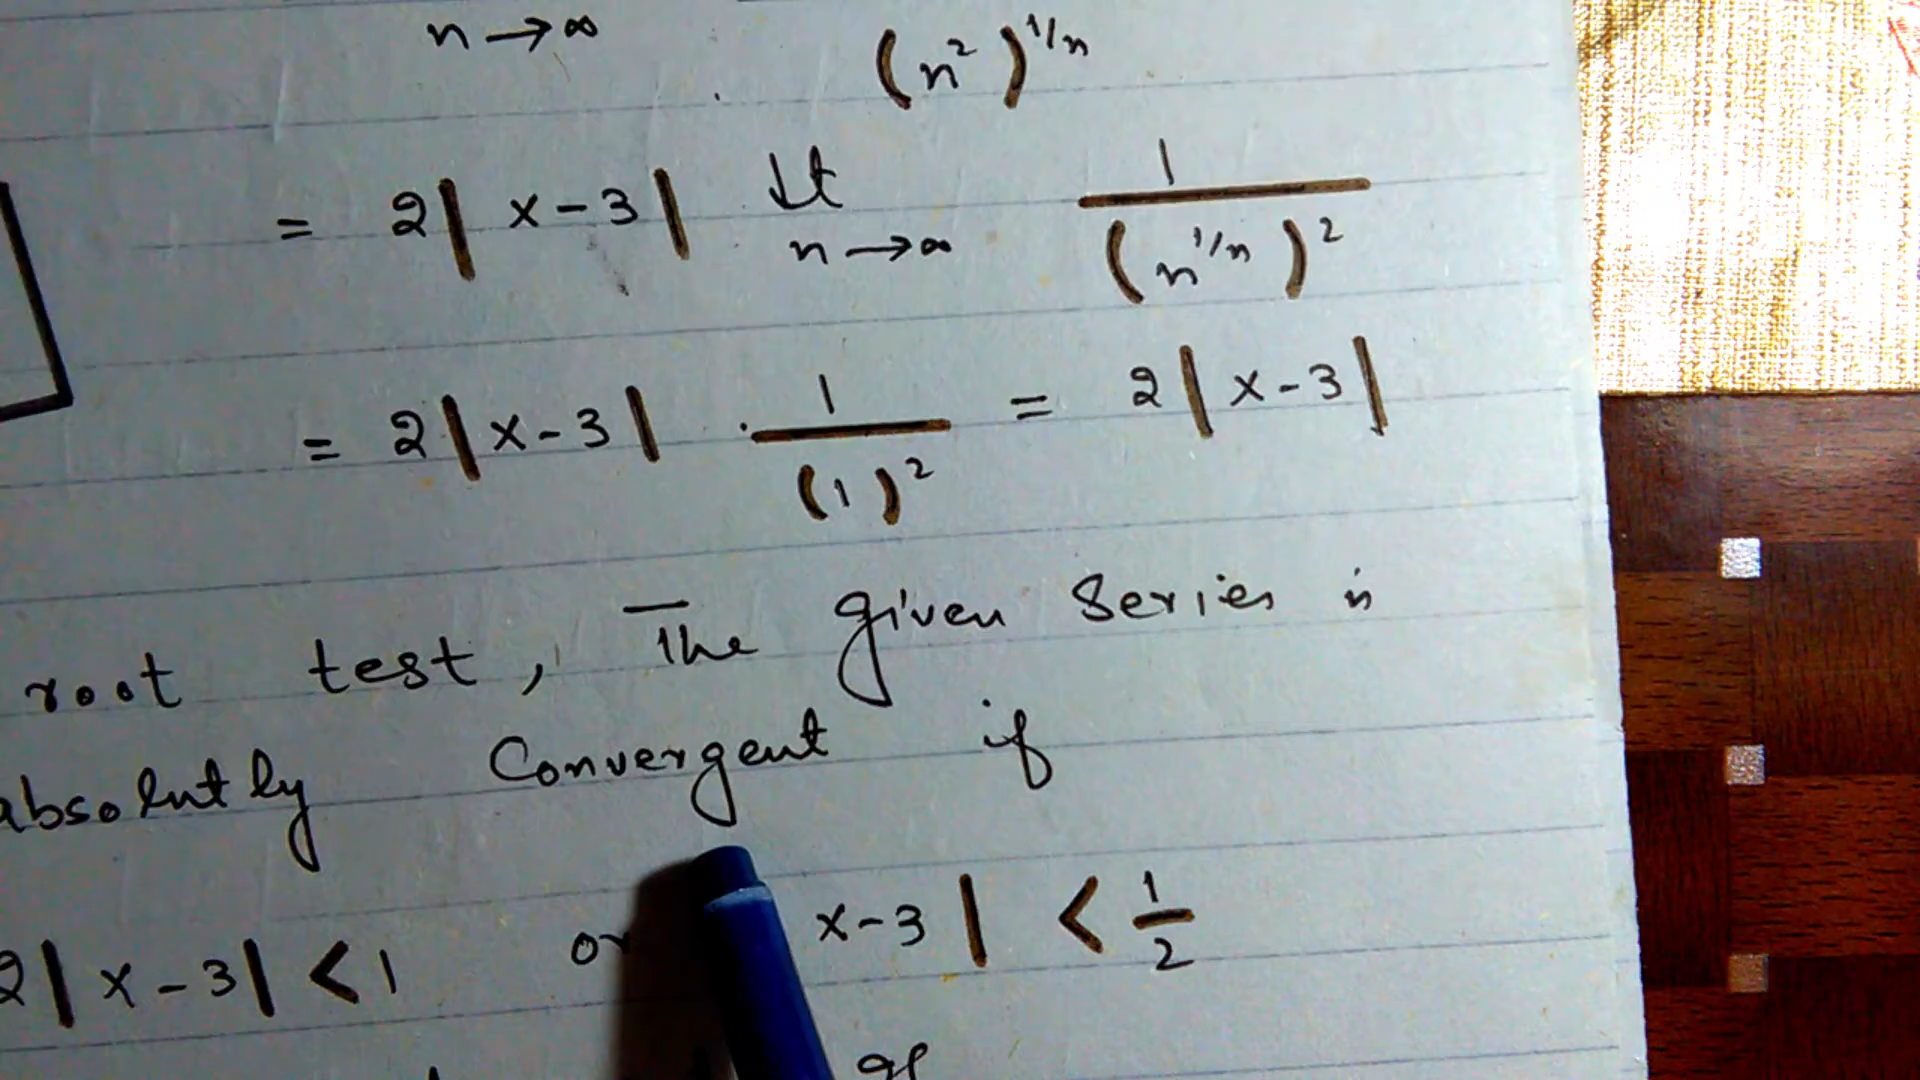 n→∞ (n²)^1/n
= 2|x-3| Lt n→∞ 1/(n^1/n)²
= 2|x-3| · 1/(1)² = 2|x-3|
root test, The given series is
absolutly Convergent if
2|x-3| < 1 or x-3| < 1/2